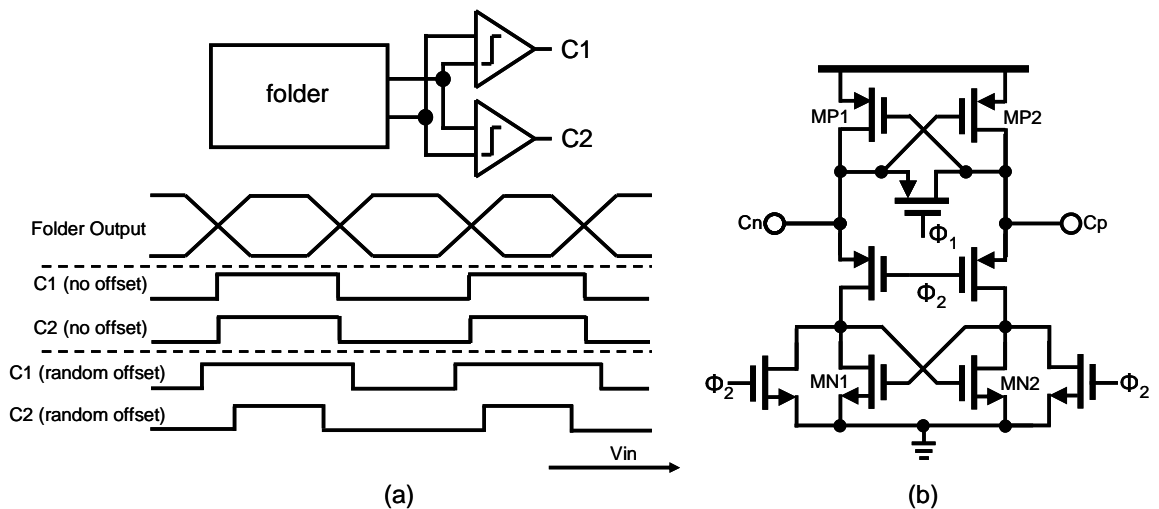 folder
C1
C2
Folder Output
C1 (no offset)
C2 (no offset)
C1 (random offset)
C2 (random offset)
Vin
(a)
MP1
MP2
Cn
Cp
Φ1
Φ2
Φ2
MN1
MN2
Φ2
(b)